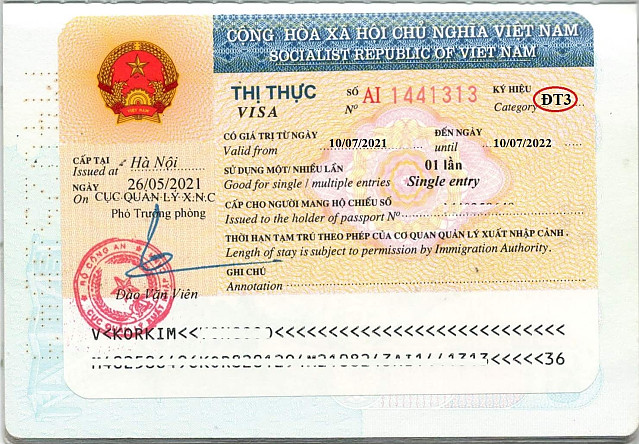 CỘNG HÒA XÃ HỘI CHỦ NGHĨA VIỆT NAM
SOCIALIST REPUBLIC OF VIET NAM
THỊ THỰC
VISA
SỐ
Nº
AI 1441313
KÝ HIỆU
Category
ĐT3
CÓ GIÁ TRỊ TỪ NGÀY
Valid from
10/07/2021
ĐẾN NGÀY
until
10/07/2022
CẤP TẠI
Issued at
Hà Nội
NGÀY
On
26/05/2021
CỤC QUẢN LÝ X.N.C
Phó Trưởng phòng
Đào Văn Viên
SỬ DỤNG MỘT/ NHIỀU LẦN
Good for single / multiple entries
01 lần
Single entry
CẤP CHO NGƯỜI MANG HỘ CHIẾU SỐ
Issued to the holder of passport Nº
THỜI HẠN TẠM TRÚ THEO PHÉP CỦA CƠ QUAN QUẢN LÝ XUẤT NHẬP CẢNH .
Length of stay is subject to permission by Immigration Authority.
GHI CHÚ
Annotation
BỘ CÔNG AN
V<KORKIM<<
<<<<<36